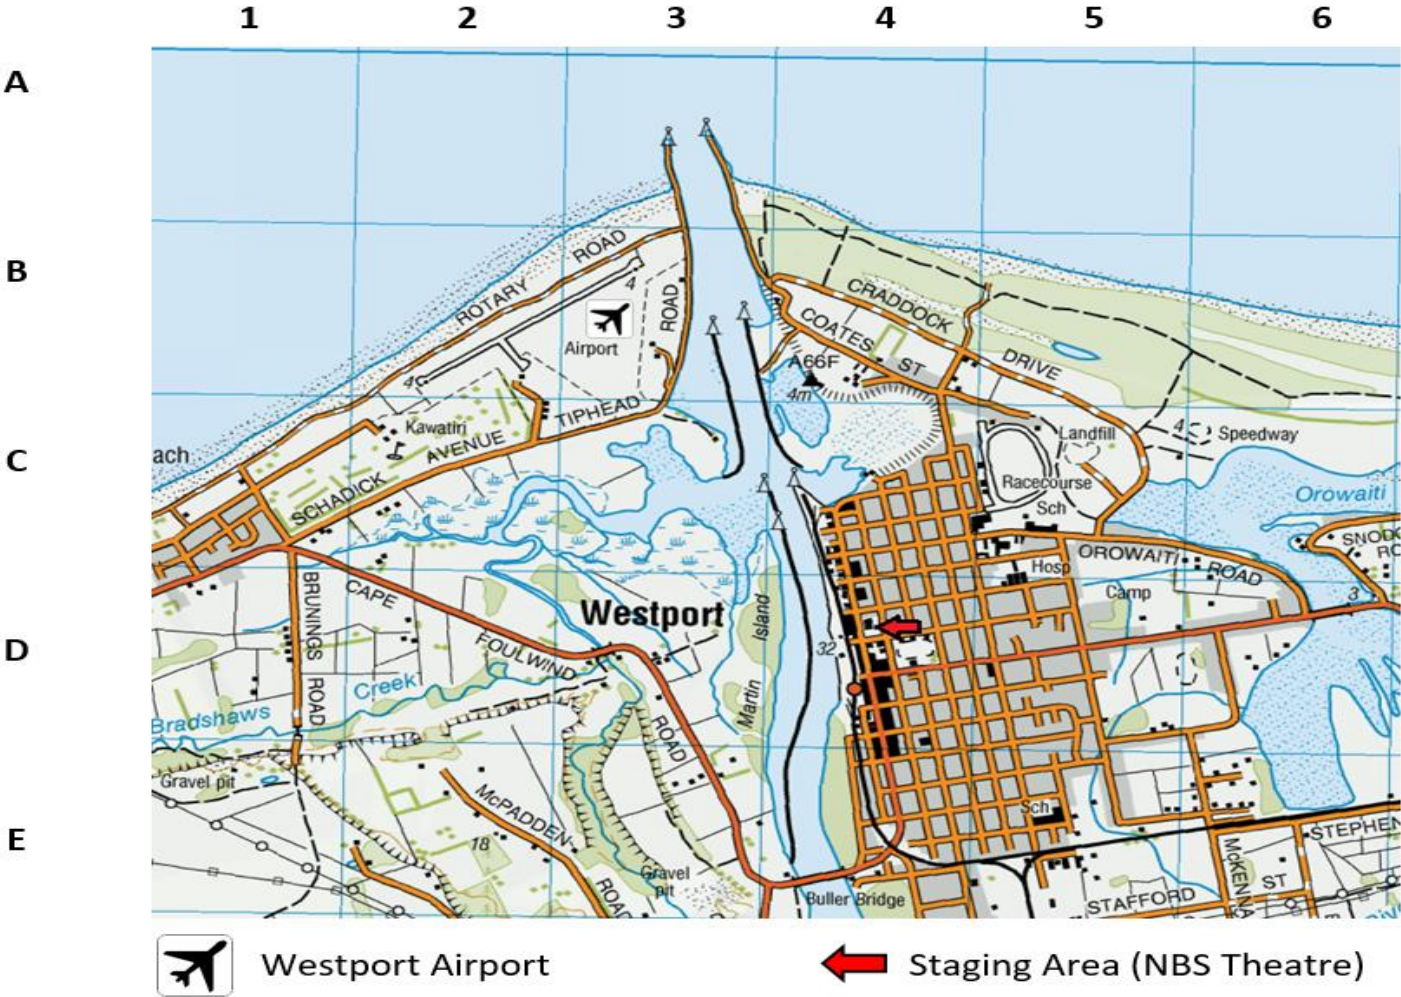 1 2 3 4 5 6
A
B
C
D
E
ROTARY ROAD
4
Airport
4
ROAD
CRADDOCK
DRIVE
COATES ST
A66F
4m
Kawatiri
TIPHEAD
AVENUE
SCHADICK
ach
Landfill
4
Speedway
Racecourse
Sch
Orowaiti
OROWAITI ROAD
Hosp
Camp
3
BRUNINGS ROAD
CAPE
FOULWIND
ROAD
Westport
Martin Island
32
Bradshaws Creek
Gravel pit
McPADDEN
ROAD
18
Gravel
pit
Sch
Buller Bridge
STEPHEN
McKENNA
STAFFORD ST
Westport Airport
Staging Area (NBS Theatre)